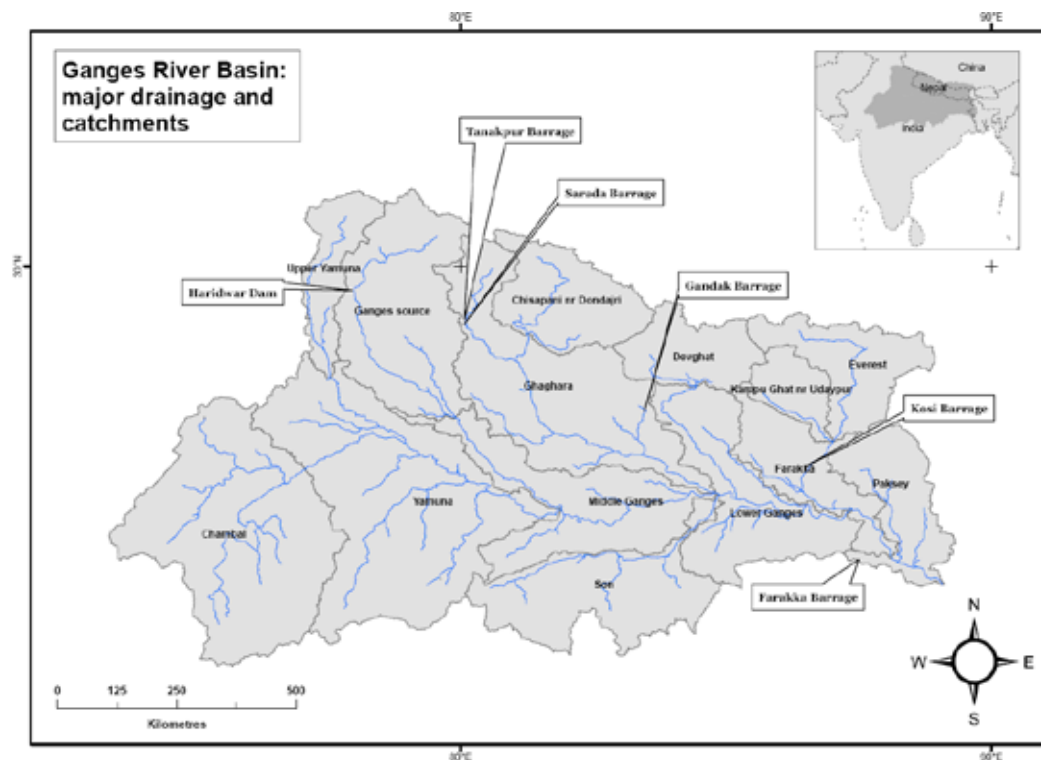 80°E
90°E
Ganges River Basin:
major drainage and
catchments
China
Nepal
India
Tanakpur Barrage
Sarada Barrage
30°N
Upper Yamuna
Haridwar Dam
Ganges source
Chisapani nr Dondajri
Gandak Barrage
Devghat
Everest
Ghaghara
Kampu Ghat nr Udaypur
Kosi Barrage
Farakka
Paksey
Yamuna
Middle Ganges
Lower Ganges
Chambal
Son
Farakka Barrage
N
W
E
S
0
125
250
500
Kilometres
80°E
90°E